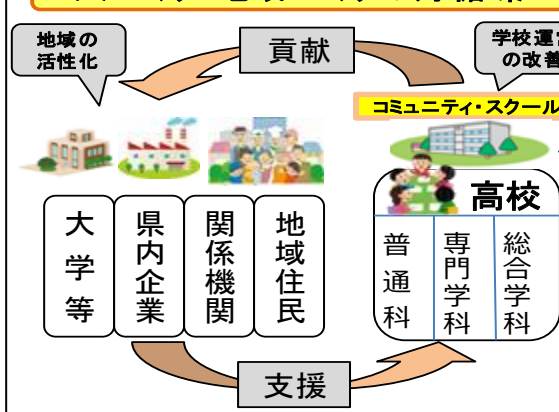 地域の
活性化
貢献
学校運営
の改善
コミュニティ・スクール
高校
大学等
県内企業
関係機関
地域住民
普通科
専門学科
総合学科
支援